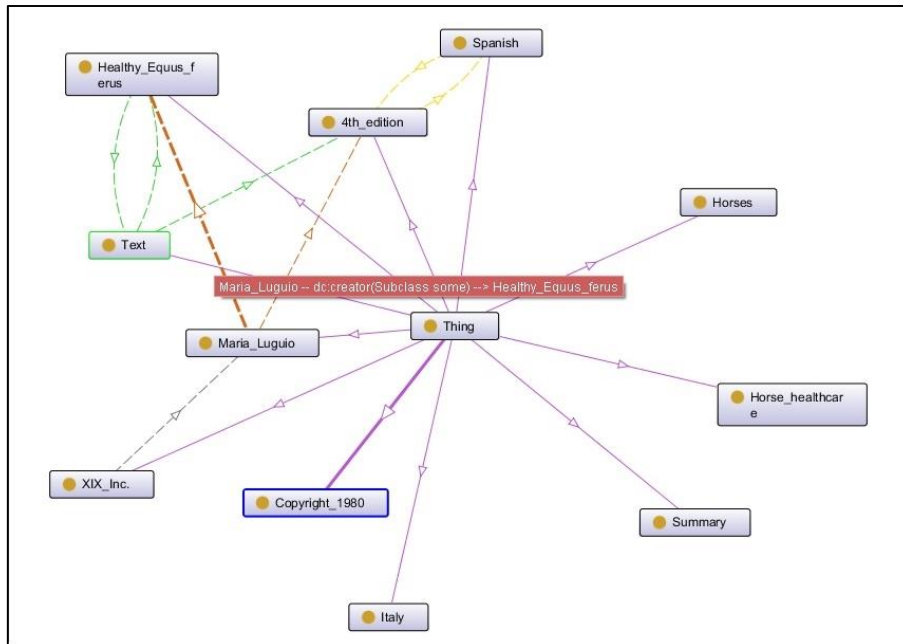 Spanish
Healthy_Equus_f
erus
4th_edition
Horses
Text
Maria_Luguio -- dc:creator(Subclass some) --> Healthy_Equus_ferus
Thing
Maria_Luguio
Horse_healthcar
e
XIX_Inc.
Copyright_1980
Summary
Italy